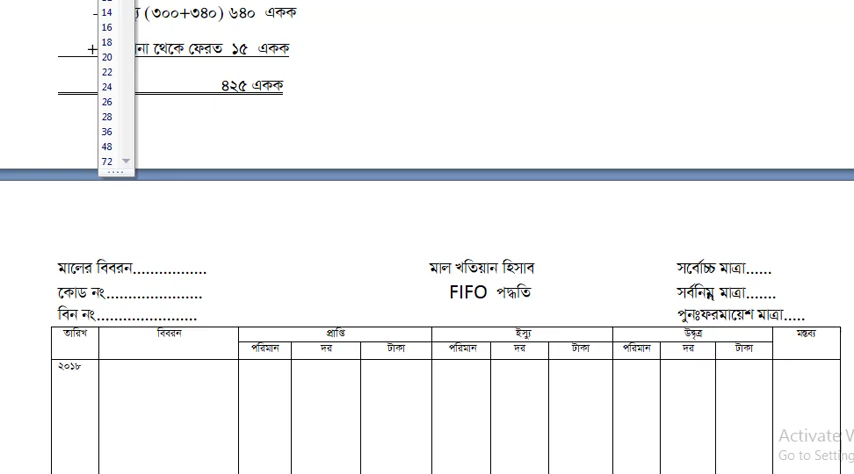 14
16
18
20
22
24
26
28
36
48
72
(৩০০+৩৪০) ৬৪০ একক
+ না থেকে ফেরত ১৫ একক
৪২৫ একক
মালের বিবরন................. মাল খতিয়ান হিসাব সর্বোচ্চ মাত্রা......
কোড নং...................... FIFO পদ্ধতি সর্বনিম্ন মাত্রা.......
বিন নং....................... পুনঃফরমায়েশ মাত্রা.....
তারিখ বিবরন প্রাপ্তি ইস্যু উদ্বৃত্ত মন্তব্য
পরিমান দর টাকা পরিমান দর টাকা পরিমান দর টাকা
২০১৮
Activate W
Go to Setting